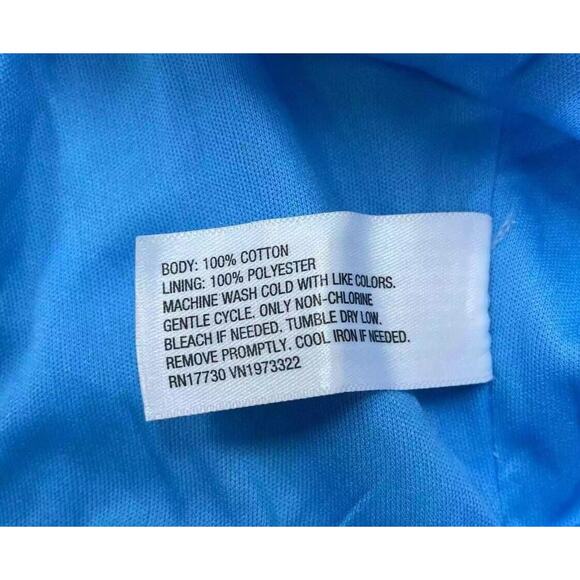 BODY: 100% COTTON
LINING: 100% POLYESTER
MACHINE WASH COLD WITH LIKE COLORS.
GENTLE CYCLE. ONLY NON-CHLORINE
BLEACH IF NEEDED. TUMBLE DRY LOW.
REMOVE PROMPTLY. COOL IRON IF NEEDED.
RN17730 VN1973322